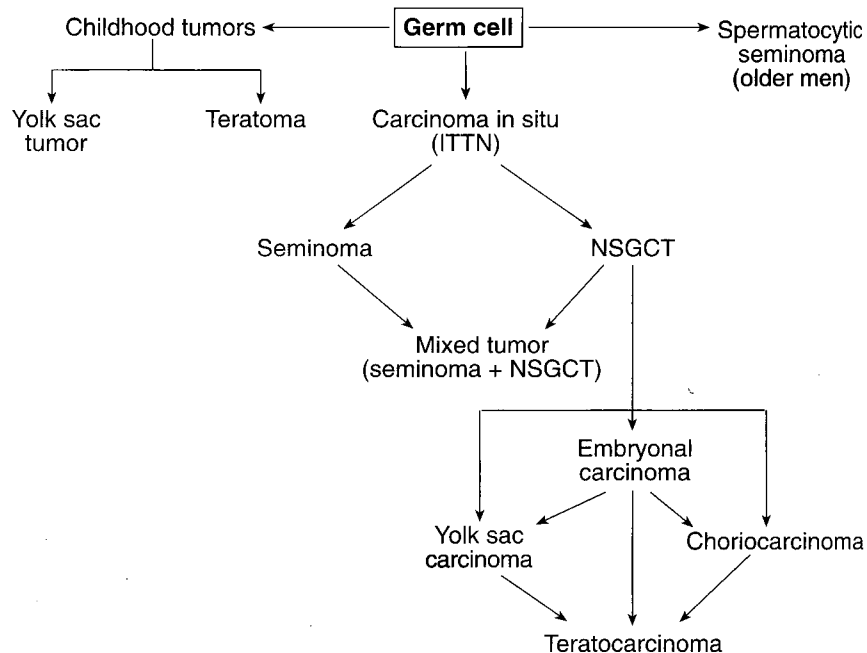 Childhood tumors
Germ cell
Spermatocytic
seminoma
(older men)
Yolk sac
tumor
Teratoma
Carcinoma in situ
(ITTN)
Seminoma
NSGCT
Mixed tumor
(seminoma + NSGCT)
Embryonal
carcinoma
Yolk sac
carcinoma
Choriocarcinoma
Teratocarcinoma